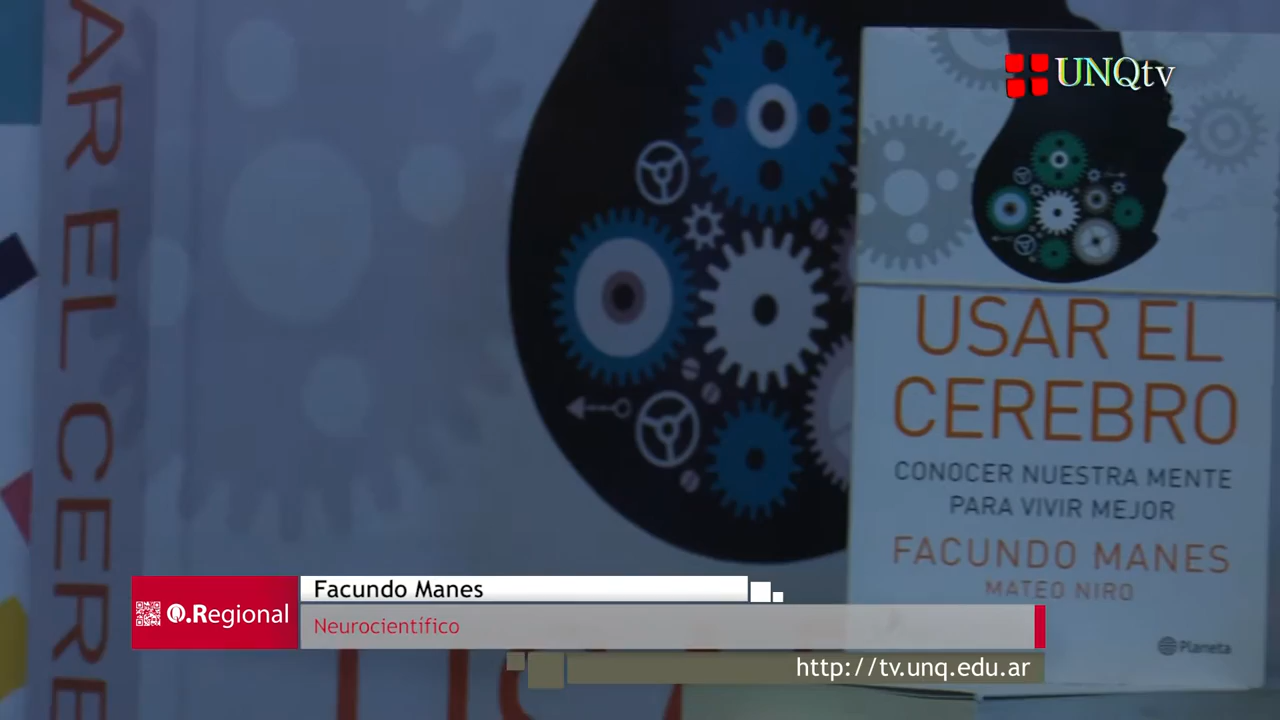 AR EL CERE
UNQtv
USAR EL
CEREBRO
CONOCER NUESTRA MENTE
PARA VIVIR MEJOR
FACUNDO MANES
MATEO NIRO
Planeta
Facundo Manes
.Regional
Neurocientífico
http://tv.unq.edu.ar